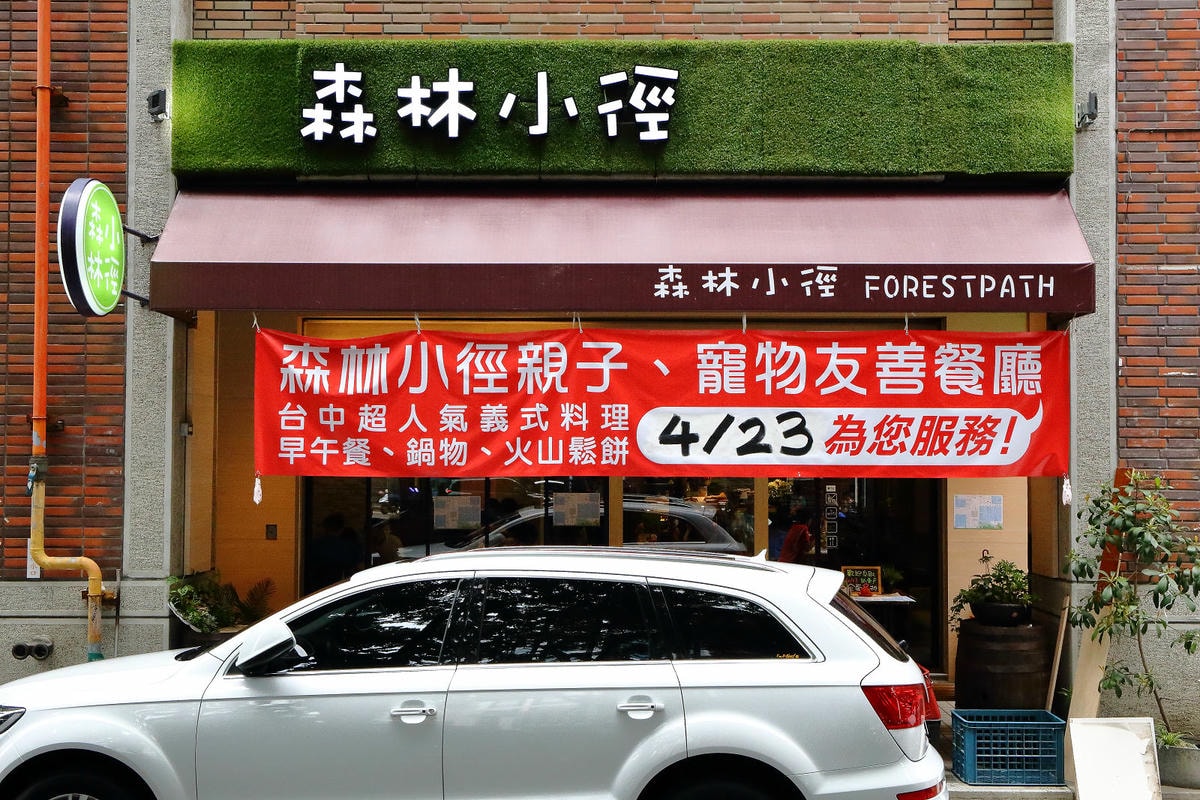 森林小徑
小徑
森林
森林小徑 FORESTPATH
森林小徑親子、寵物友善餐廳
台中超人氣義式料理
早午餐、鍋物、火山鬆餅
4/23 為您服務!